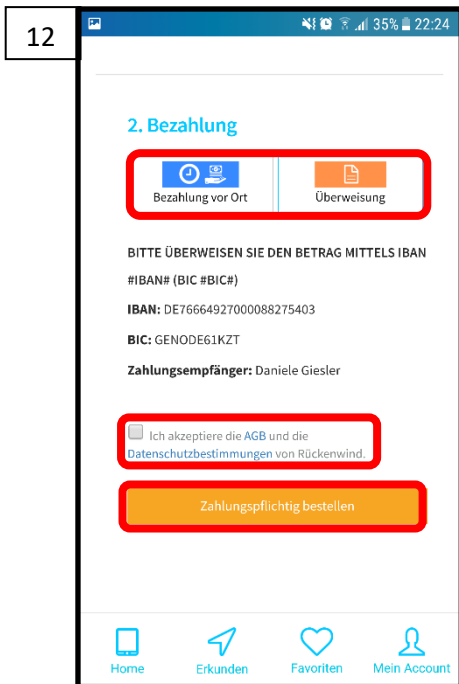 12
35% 22:24
2. Bezahlung
Bezahlung vor Ort
Überweisung
BITTE ÜBERWEISEN SIE DEN BETRAG MITTELS IBAN
#IBAN# (BIC #BIC#)
IBAN: DE76664927000088275403
BIC: GENODE61KZT
Zahlungsempfänger: Daniele Giesler
Ich akzeptiere die AGB und die
Datenschutzbestimmungen von Rückenwind.
Zahlungspflichtig bestellen
Home Erkunden Favoriten Mein Account